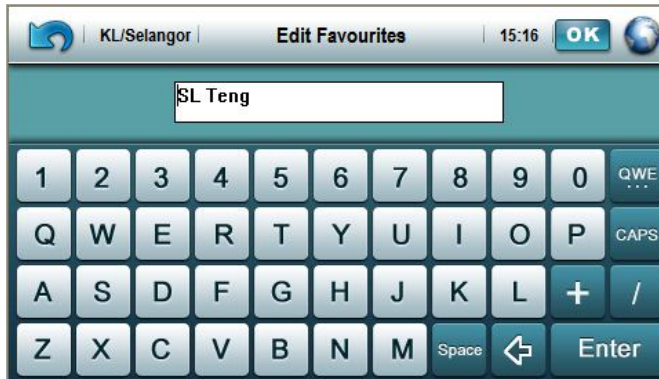 KL/Selangor Edit Favourites 15:16 OK
SL Teng
1 2 3 4 5 6 7 8 9 0 QWE...
Q W E R T Y U I O P CAPS
A S D F G H J K L + /
Z X C V B N M Space Enter